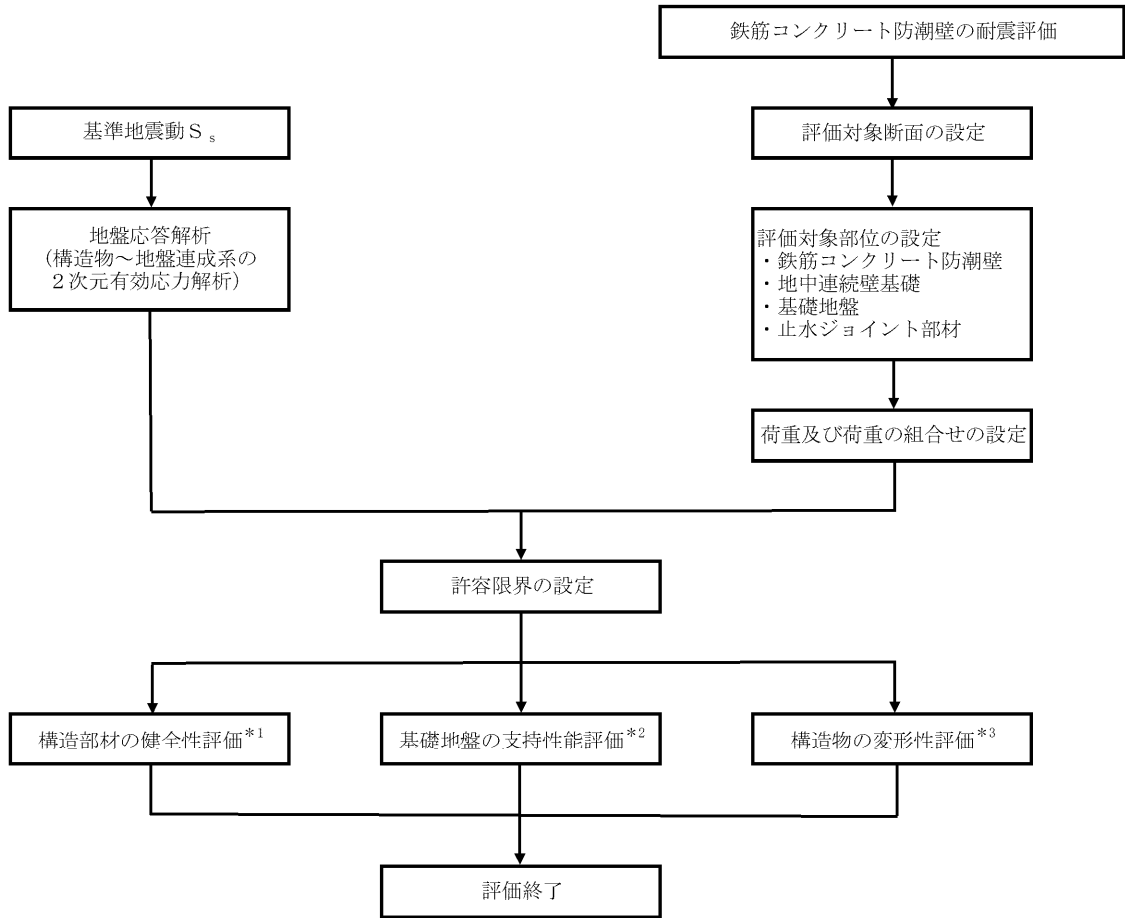 鉄筋コンクリート防潮壁の耐震評価
基準地震動Ｓｓ
評価対象断面の設定
地盤応答解析
(構造物～地盤連成系の
２次元有効応力解析)
評価対象部位の設定
・鉄筋コンクリート防潮壁
・地中連続壁基礎
・基礎地盤
・止水ジョイント部材
荷重及び荷重の組合せの設定
許容限界の設定
構造部材の健全性評価*1
基礎地盤の支持性能評価*2
構造物の変形性評価*3
評価終了